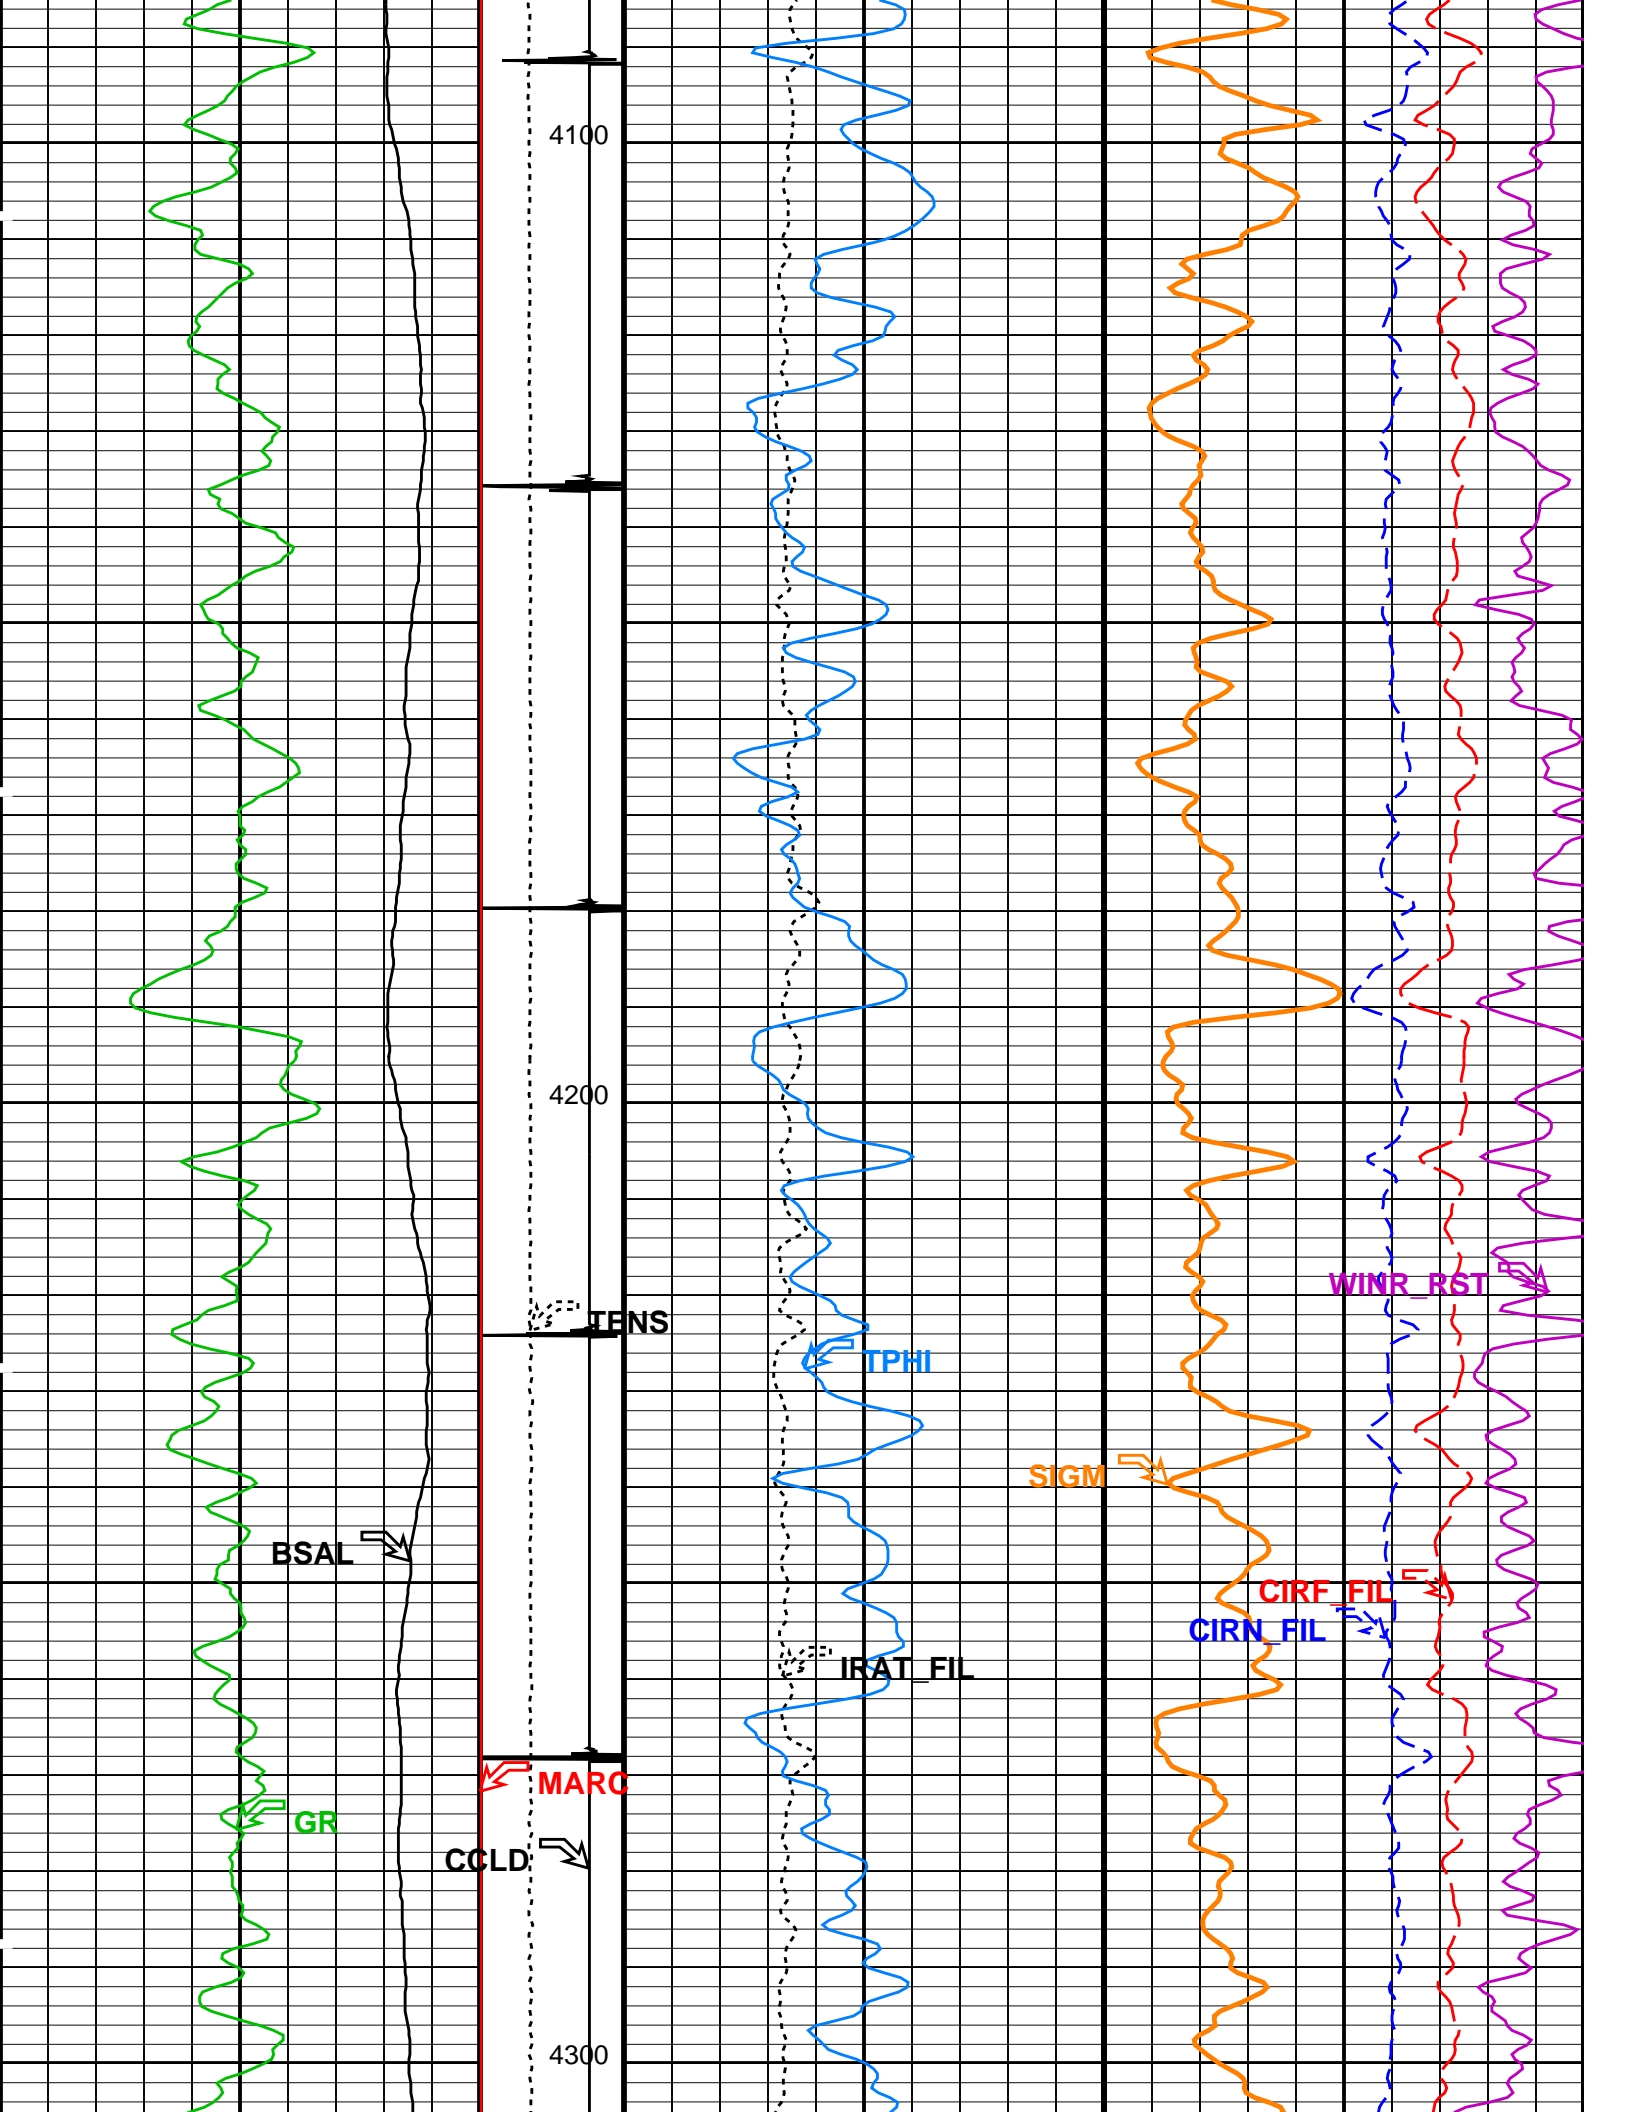 4100
4200
WINR_RST
TENS
TPHI
SIGM
BSAL
CIRF_FIL
CIRN_FIL
IRAT_FIL
MARC
GR
CCLD
4300